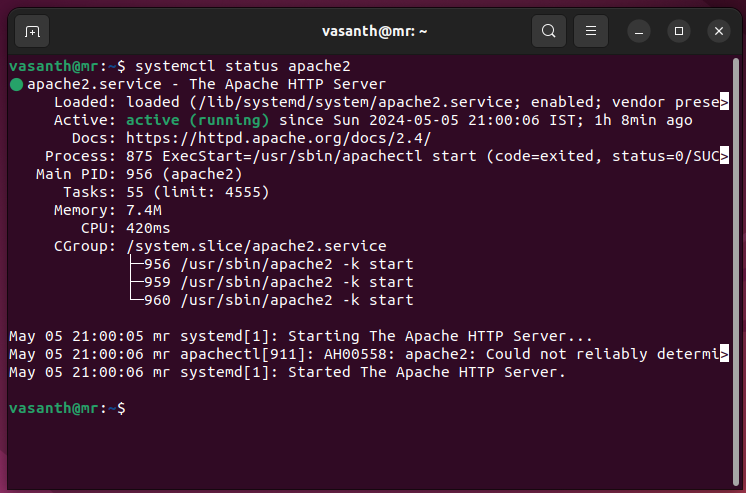 vasanth@mr: ~
vasanth@mr:~$ systemctl status apache2
● apache2.service - The Apache HTTP Server
     Loaded: loaded (/lib/systemd/system/apache2.service; enabled; vendor prese>
     Active: active (running) since Sun 2024-05-05 21:00:06 IST; 1h 8min ago
       Docs: https://httpd.apache.org/docs/2.4/
    Process: 875 ExecStart=/usr/sbin/apachectl start (code=exited, status=0/SUC>
   Main PID: 956 (apache2)
      Tasks: 55 (limit: 4555)
     Memory: 7.4M
        CPU: 420ms
     CGroup: /system.slice/apache2.service
             ├─956 /usr/sbin/apache2 -k start
             ├─959 /usr/sbin/apache2 -k start
             └─960 /usr/sbin/apache2 -k start
May 05 21:00:05 mr systemd[1]: Starting The Apache HTTP Server...
May 05 21:00:06 mr apachectl[911]: AH00558: apache2: Could not reliably determi>
May 05 21:00:06 mr systemd[1]: Started The Apache HTTP Server.
vasanth@mr:~$